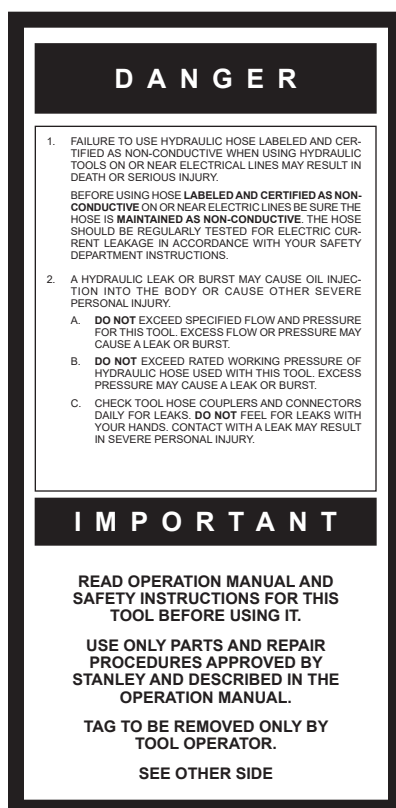 D A N G E R
1. FAILURE TO USE HYDRAULIC HOSE LABELED AND CER-
TIFIED AS NON-CONDUCTIVE WHEN USING HYDRAULIC
TOOLS ON OR NEAR ELECTRICAL LINES MAY RESULT IN
DEATH OR SERIOUS INJURY.
BEFORE USING HOSE LABELED AND CERTIFIED AS NON-
CONDUCTIVE ON OR NEAR ELECTRIC LINES BE SURE THE
HOSE IS MAINTAINED AS NON-CONDUCTIVE. THE HOSE
SHOULD BE REGULARLY TESTED FOR ELECTRIC CUR-
RENT LEAKAGE IN ACCORDANCE WITH YOUR SAFETY
DEPARTMENT INSTRUCTIONS.
2. A HYDRAULIC LEAK OR BURST MAY CAUSE OIL INJEC-
TION INTO THE BODY OR CAUSE OTHER SEVERE
PERSONAL INJURY.
A. DO NOT EXCEED SPECIFIED FLOW AND PRESSURE
FOR THIS TOOL. EXCESS FLOW OR PRESSURE MAY
CAUSE A LEAK OR BURST.
B. DO NOT EXCEED RATED WORKING PRESSURE OF
HYDRAULIC HOSE USED WITH THIS TOOL. EXCESS
PRESSURE MAY CAUSE A LEAK OR BURST.
C. CHECK TOOL HOSE COUPLERS AND CONNECTORS
DAILY FOR LEAKS. DO NOT FEEL FOR LEAKS WITH
YOUR HANDS. CONTACT WITH A LEAK MAY RESULT
IN SEVERE PERSONAL INJURY.
I M P O R T A N T
READ OPERATION MANUAL AND
SAFETY INSTRUCTIONS FOR THIS
TOOL BEFORE USING IT.
USE ONLY PARTS AND REPAIR
PROCEDURES APPROVED BY
STANLEY AND DESCRIBED IN THE
OPERATION MANUAL.
TAG TO BE REMOVED ONLY BY
TOOL OPERATOR.
SEE OTHER SIDE